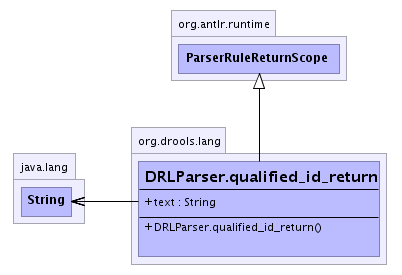 org.antlr.runtime
ParserRuleReturnScope
org.drools.lang
java.lang
DRLParser.qualified_id_return
String
+text : String
+DRLParser.qualified_id_return()